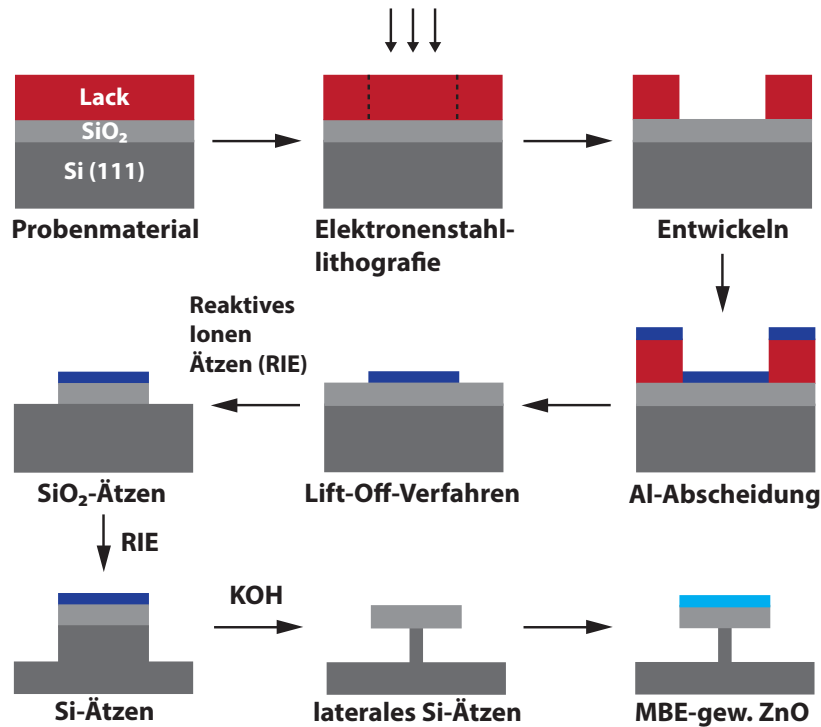 Lack
SiO₂
Si (111)
Probenmaterial
Elektronenstahl-
lithografie
Entwickeln
Reaktives
Ionen
Ätzen (RIE)
SiO₂-Ätzen
Lift-Off-Verfahren
Al-Abscheidung
RIE
KOH
Si-Ätzen
laterales Si-Ätzen
MBE-gew. ZnO